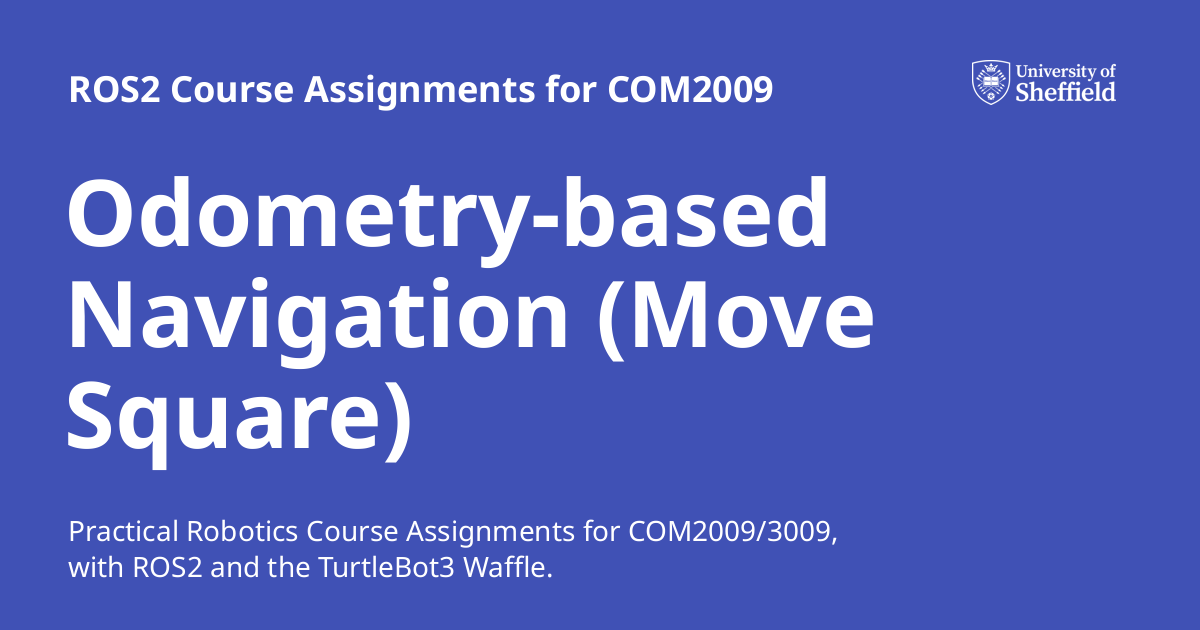 ROS2 Course Assignments for COM2009
University of
Sheffield
Odometry-based
Navigation (Move
Square)
Practical Robotics Course Assignments for COM2009/3009,
with ROS2 and the TurtleBot3 Waffle.